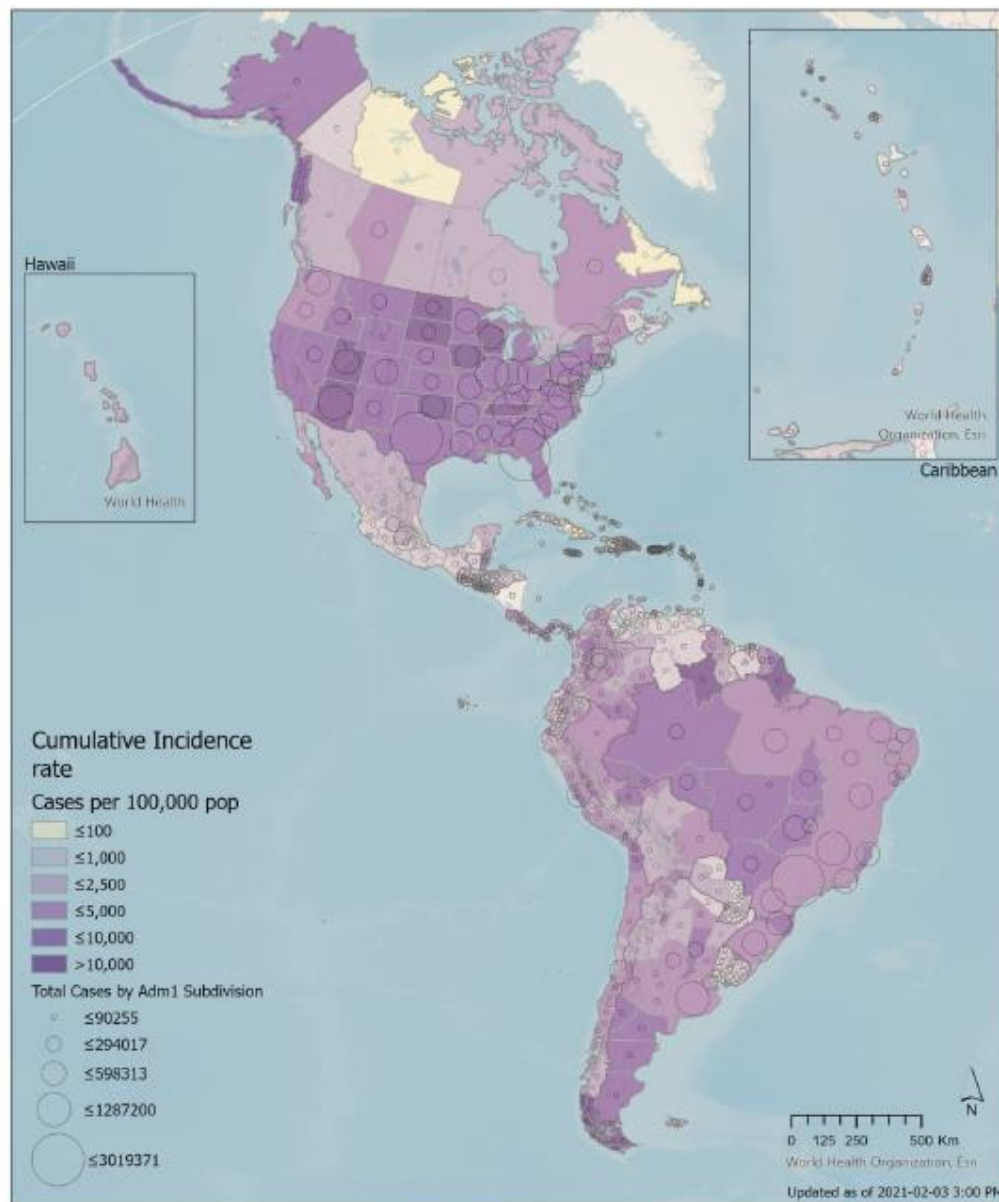 Hawaii
World Health
World Health
Organization, Esri
Caribbean
Cumulative Incidence
rate
Cases per 100,000 pop
≤100
≤1,000
≤2,500
≤5,000
≤10,000
>10,000
Total Cases by Adm1 Subdivision
≤90255
≤294017
≤598313
≤1287200
≤3019371
N
0 125 250 500 Km
World Health Organization, Esri
Updated as of 2021-02-03 3:00 PM